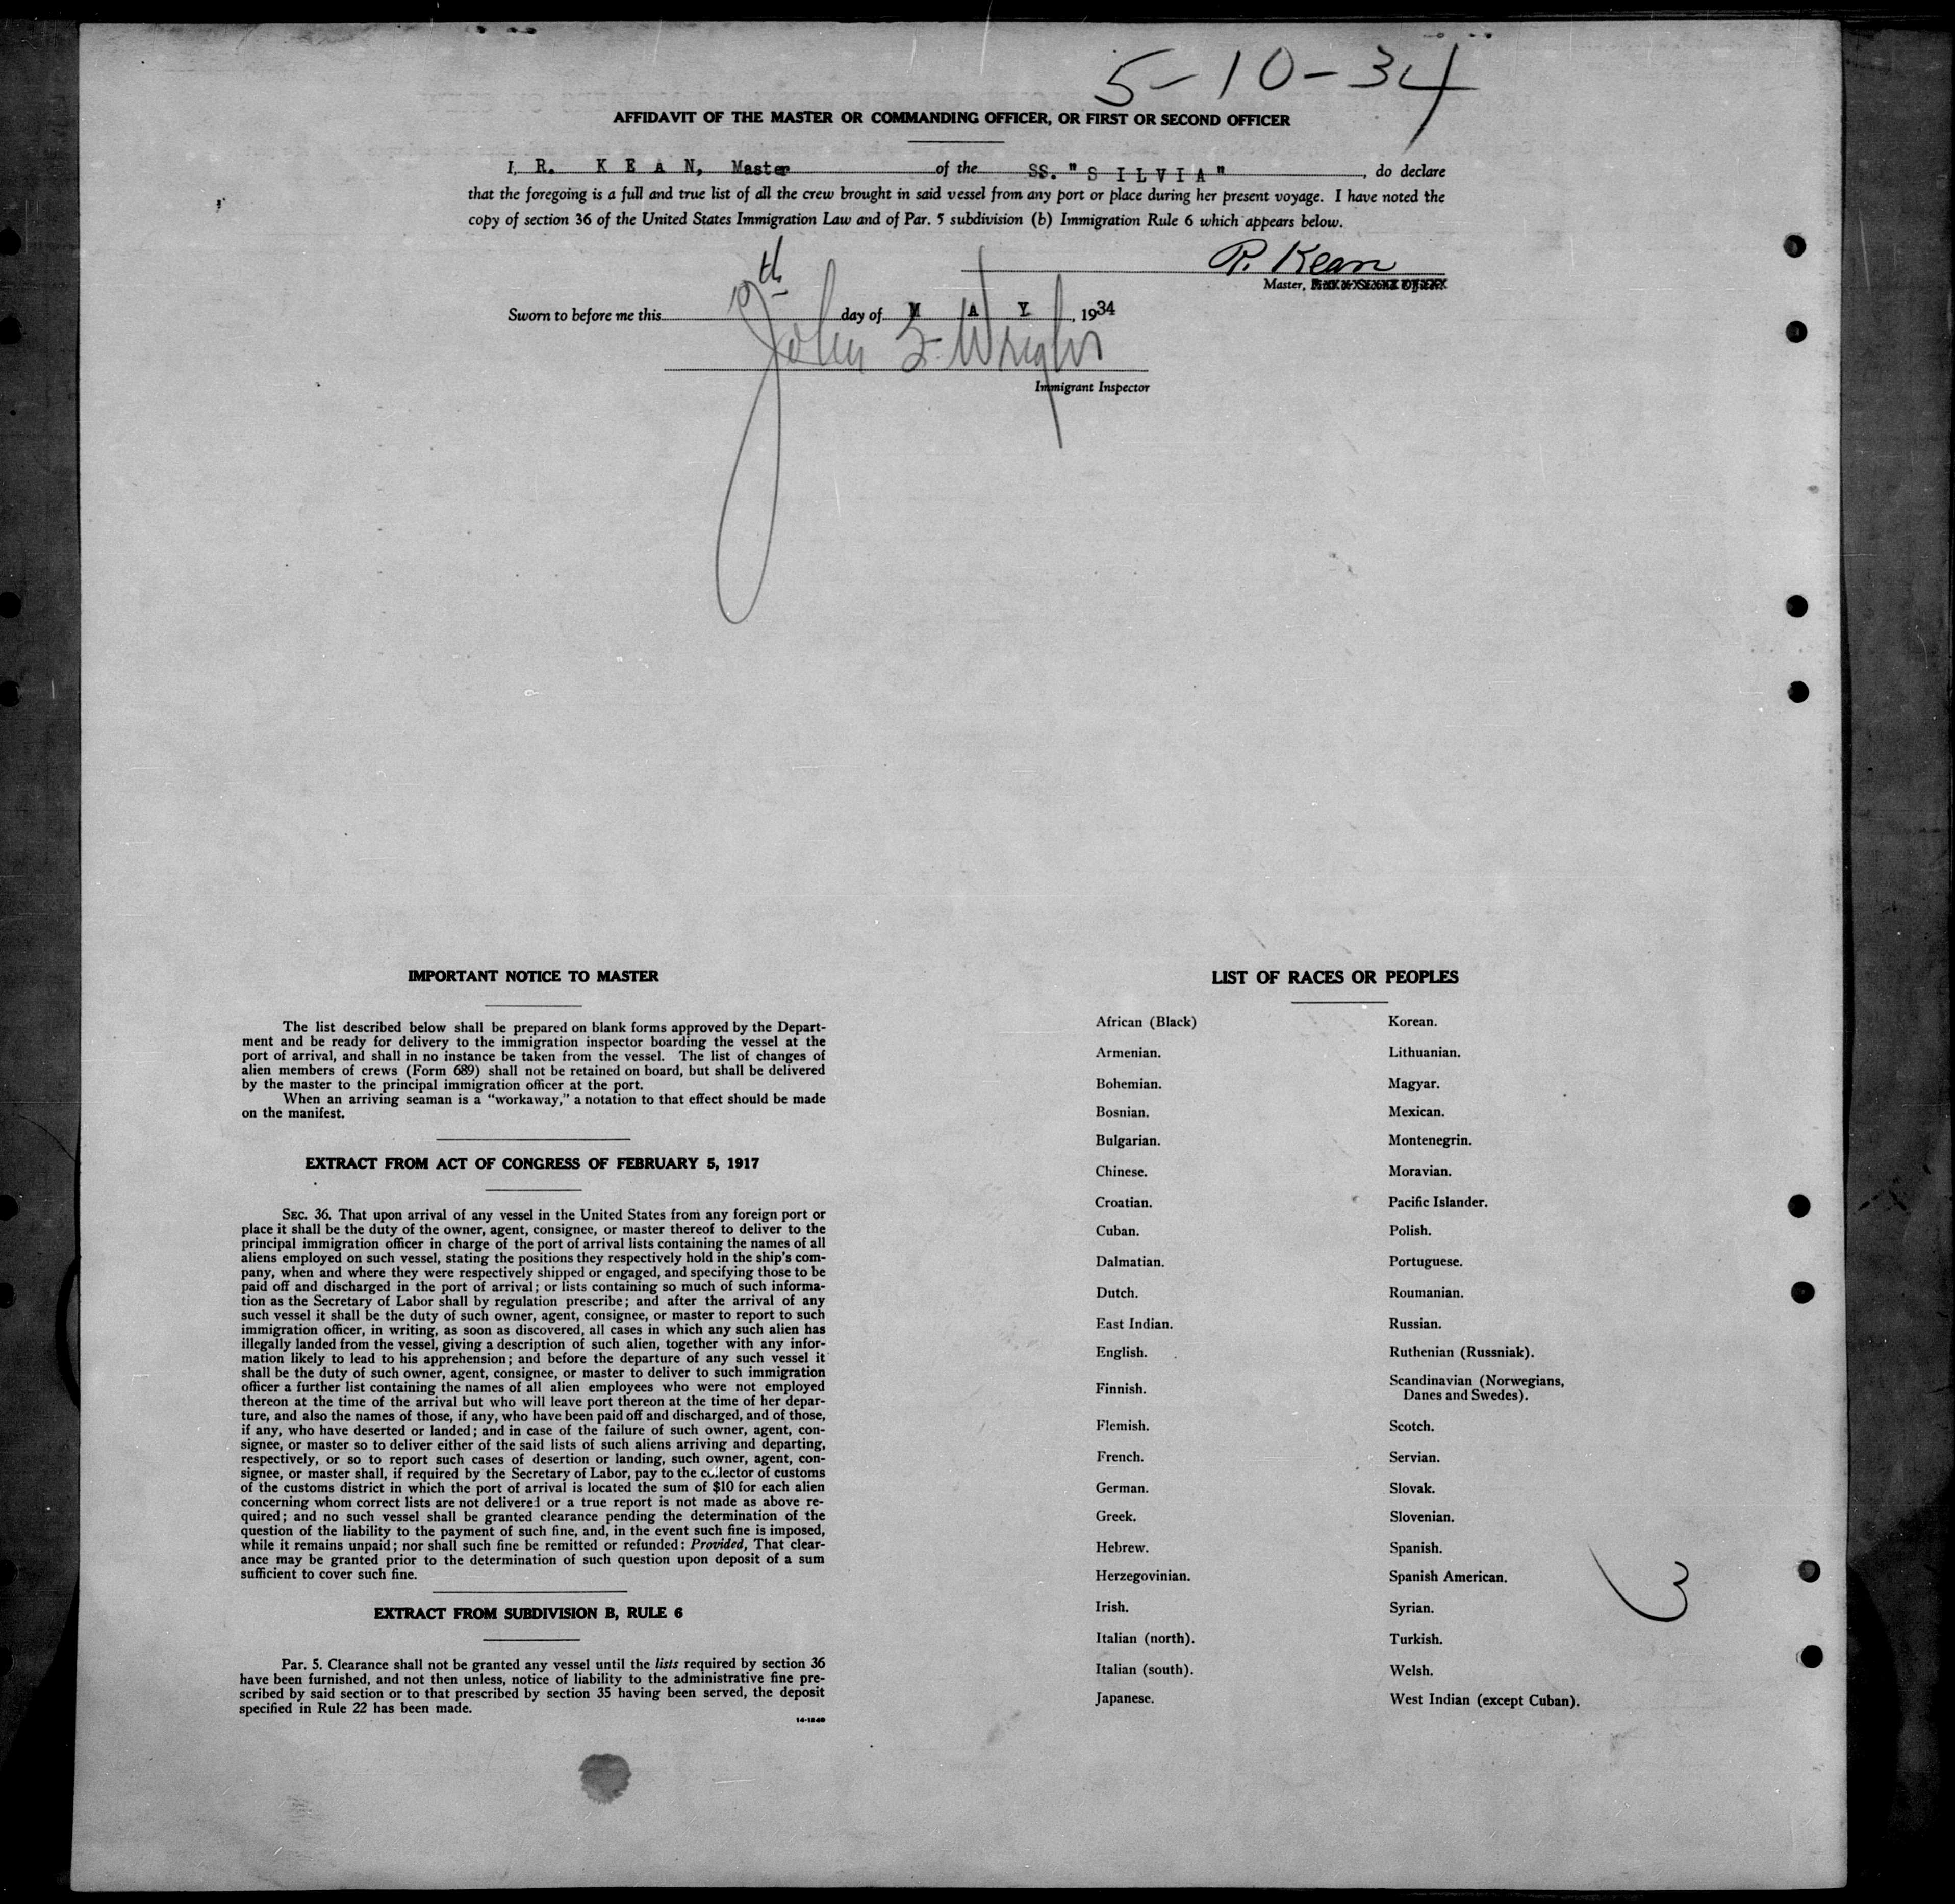 5-10-34
AFFIDAVIT OF THE MASTER OR COMMANDING OFFICER, OR FIRST OR SECOND OFFICER
I, R. K E A N, Master of the SS. "S I L V I A", do declare
that the foregoing is a full and true list of all the crew brought in said vessel from any port or place during her present voyage. I have noted the
copy of section 36 of the United States Immigration Law and of Par. 5 subdivision (b) Immigration Rule 6 which appears below.
R. Kean
Master,
Sworn to before me this 10th day of M A Y, 1934
John Wright
Immigrant Inspector
IMPORTANT NOTICE TO MASTER
The list described below shall be prepared on blank forms approved by the Depart-
ment and be ready for delivery to the immigration inspector boarding the vessel at the
port of arrival, and shall in no instance be taken from the vessel. The list of changes of
alien members of crews (Form 689) shall not be retained on board, but shall be delivered
by the master to the principal immigration officer at the port.
When an arriving seaman is a "workaway," a notation to that effect should be made
on the manifest.
EXTRACT FROM ACT OF CONGRESS OF FEBRUARY 5, 1917
SEC. 36. That upon arrival of any vessel in the United States from any foreign port or
place it shall be the duty of the owner, agent, consignee, or master thereof to deliver to the
principal immigration officer in charge of the port of arrival lists containing the names of all
aliens employed on such vessel, stating the positions they respectively hold in the ship's com-
pany, when and where they were respectively shipped or engaged, and specifying those to be
paid off and discharged in the port of arrival; or lists containing so much of such informa-
tion as the Secretary of Labor shall by regulation prescribe; and after the arrival of any
such vessel it shall be the duty of such owner, agent, consignee, or master to report to such
immigration officer, in writing, as soon as discovered, all cases in which any such alien has
illegally landed from the vessel, giving a description of such alien, together with any infor-
mation likely to lead to his apprehension; and before the departure of any such vessel it
shall be the duty of such owner, agent, consignee, or master to deliver to such immigration
officer a further list containing the names of all alien employees who were not employed
thereon at the time of the arrival but who will leave port thereon at the time of her depar-
ture, and also the names of those, if any, who have been paid off and discharged, and of those,
if any, who have deserted or landed; and in case of the failure of such owner, agent, con-
signee, or master so to deliver either of the said lists of such aliens arriving and departing,
respectively, or so to report such cases of desertion or landing, such owner, agent, con-
signee, or master shall, if required by the Secretary of Labor, pay to the collector of customs
of the customs district in which the port of arrival is located the sum of $10 for each alien
concerning whom correct lists are not delivered or a true report is not made as above re-
quired; and no such vessel shall be granted clearance pending the determination of the
question of the liability to the payment of such fine, and, in the event such fine is imposed,
while it remains unpaid; nor shall such fine be remitted or refunded: Provided, That clear-
ance may be granted prior to the determination of such question upon deposit of a sum
sufficient to cover such fine.
EXTRACT FROM SUBDIVISION B, RULE 6
Par. 5. Clearance shall not be granted any vessel until the lists required by section 36
have been furnished, and not then unless, notice of liability to the administrative fine pre-
scribed by said section or to that prescribed by section 35 having been served, the deposit
specified in Rule 22 has been made.
14-1240
LIST OF RACES OR PEOPLES
African (Black)
Armenian.
Bohemian.
Bosnian.
Bulgarian.
Chinese.
Croatian.
Cuban.
Dalmatian.
Dutch.
East Indian.
English.
Finnish.
Flemish.
French.
German.
Greek.
Hebrew.
Herzegovinian.
Irish.
Italian (north).
Italian (south).
Japanese.
Korean.
Lithuanian.
Magyar.
Mexican.
Montenegrin.
Moravian.
Pacific Islander.
Polish.
Portuguese.
Roumanian.
Russian.
Ruthenian (Russniak).
Scandinavian (Norwegians,
Danes and Swedes).
Scotch.
Servian.
Slovak.
Slovenian.
Spanish.
Spanish American.
Syrian.
Turkish.
Welsh.
West Indian (except Cuban).
3